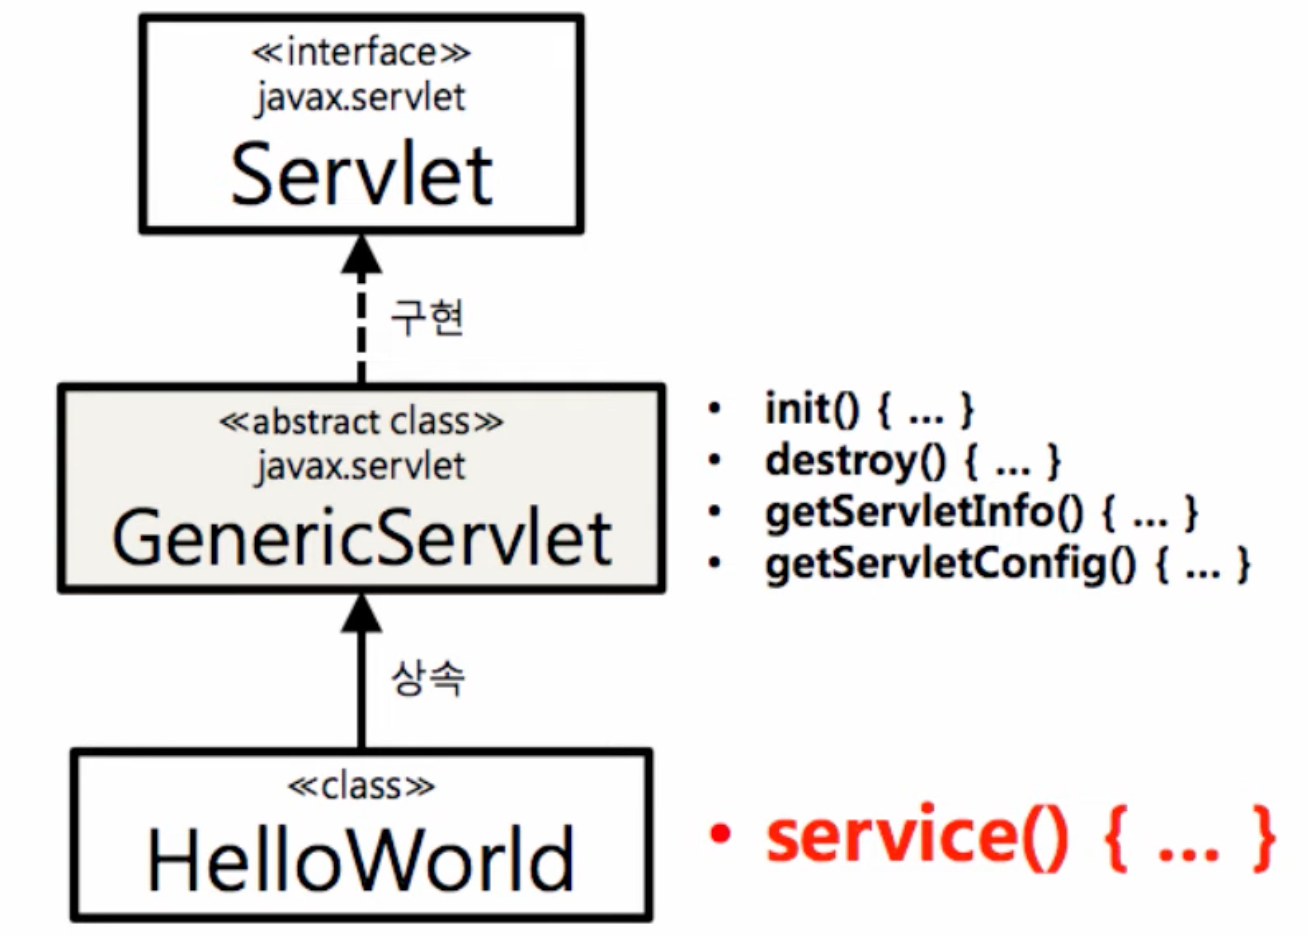 ≪interface≫
javax.servlet
Servlet
구현
≪abstract class≫
javax.servlet
GenericServlet
• init() { ... }
• destroy() { ... }
• getServletInfo() { ... }
• getServletConfig() { ... }
상속
≪class≫
HelloWorld
• service() { ... }